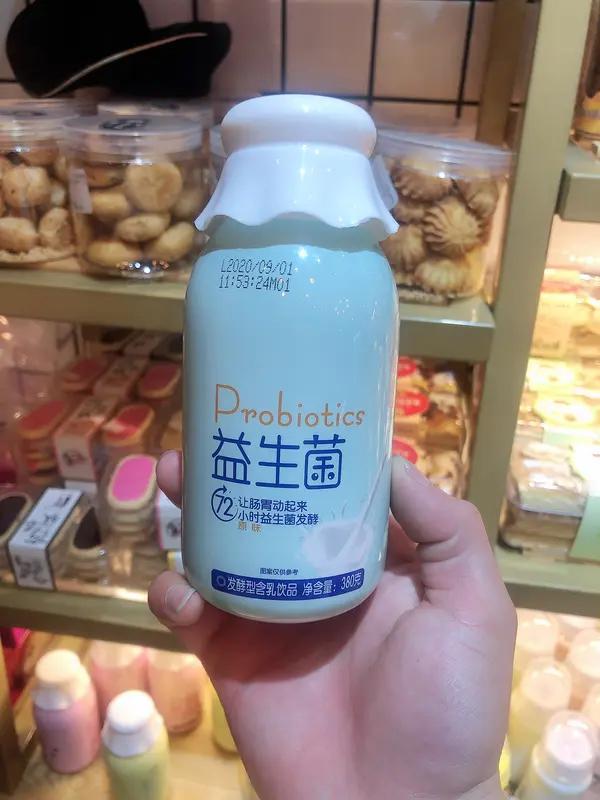 L2020/09/01
11:53:24M01
Probiotics
益生菌
72
让肠胃动起来
小时益生菌发酵
原味
图案仅供参考
发酵型含乳饮品 净含量：380克